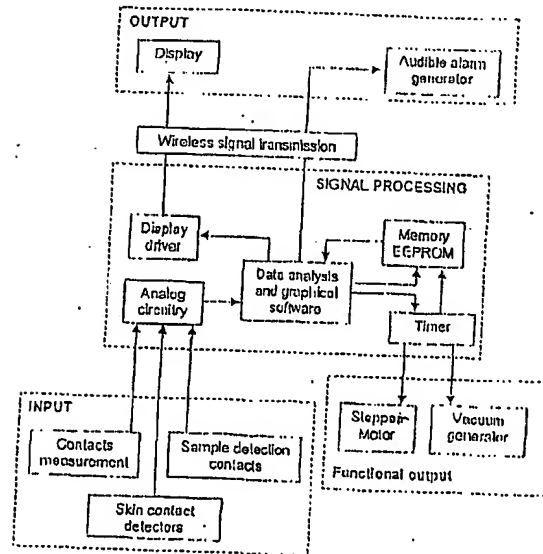 OUTPUT
Display
Audible alarm
generator
Wireless signal transmission
SIGNAL PROCESSING
Display
driver
Memory
EEPROM
Data analysis
and graphical
software
Analog
circuitry
Timer
INPUT
Contacts
measurement
Sample detection
contacts
Skin contact
detectors
Stepper
Motor
Vacuum
generator
Functional output